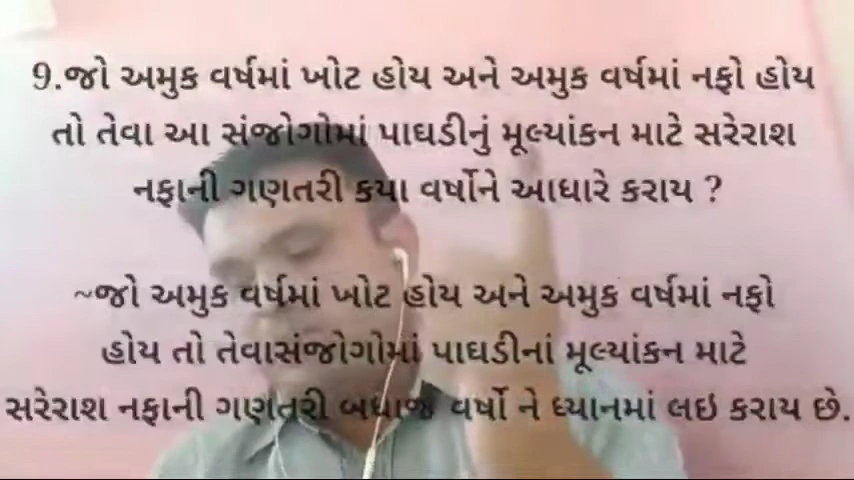 9.જો અમુક વર્ષમાં ખોટ હોય અને અમુક વર્ષમાં નફો હોય
તો તેવા આ સંજોગોમાં પાઘડીનું મૂલ્યાંકન માટે સરેરાશ
નફાની ગણતરી કયા વર્ષોને આધારે કરાય ?
~જો અમુક વર્ષમાં ખોટ હોય અને અમુક વર્ષમાં નફો
હોય તો તેવાસંજોગોમાં પાઘડીનાં મૂલ્યાંકન માટે
સરેરાશ નફાની ગણતરી બધાજ વર્ષો ને ધ્યાનમાં લઇ કરાય છે.